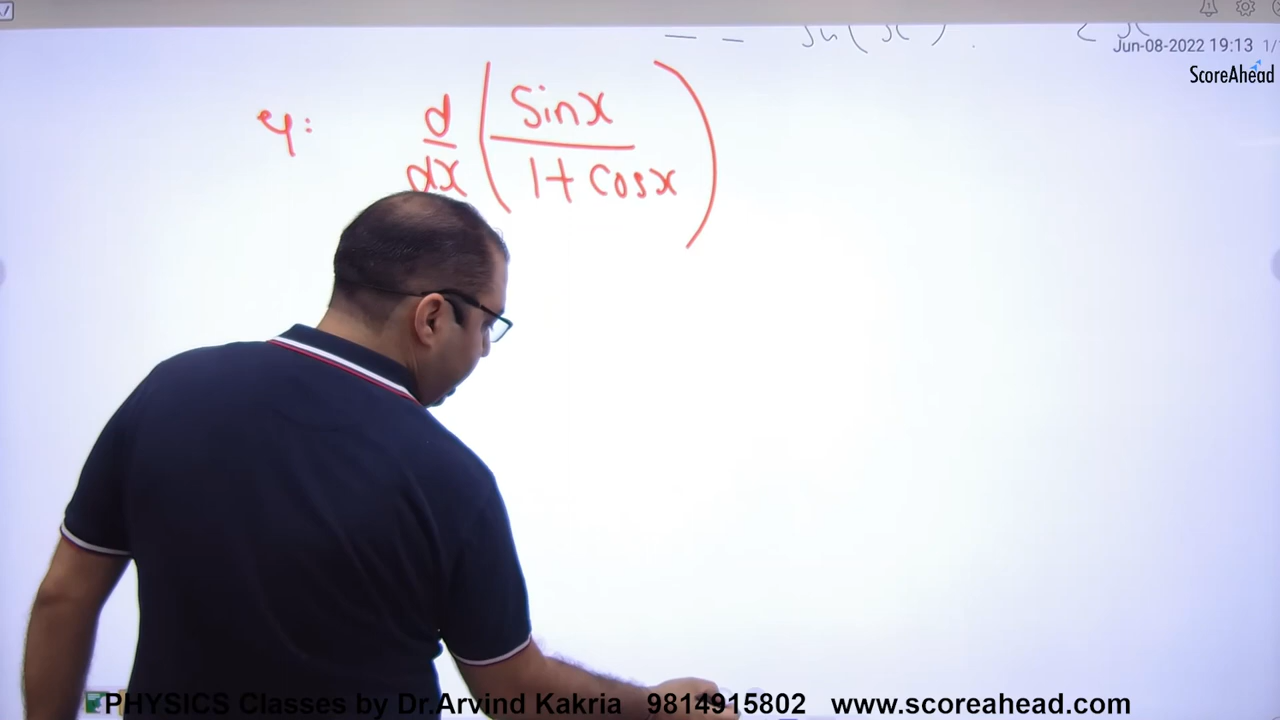 Jun-08-2022 19:13 1/
ScoreAhead
d/dx ( Sinx / 1 + Cosx )
PHYSICS Classes by Dr.Arvind Kakria 9814915802 www.scoreahead.com